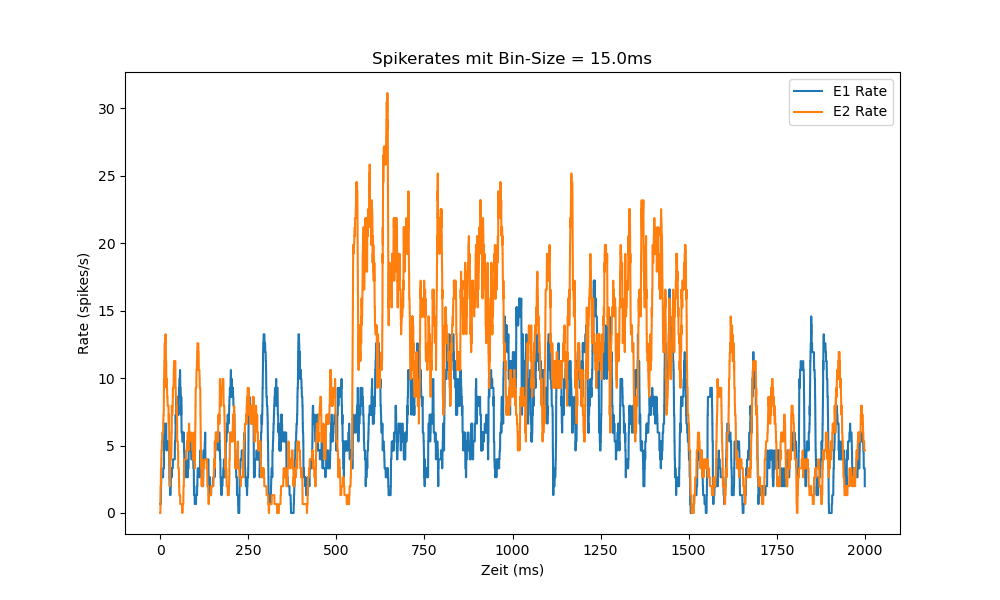 Spikerates mit Bin-Size = 15.0ms
E1 Rate
E2 Rate
Rate (spikes/s)
30
25
20
15
10
5
0
0 250 500 750 1000 1250 1500 1750 2000
Zeit (ms)